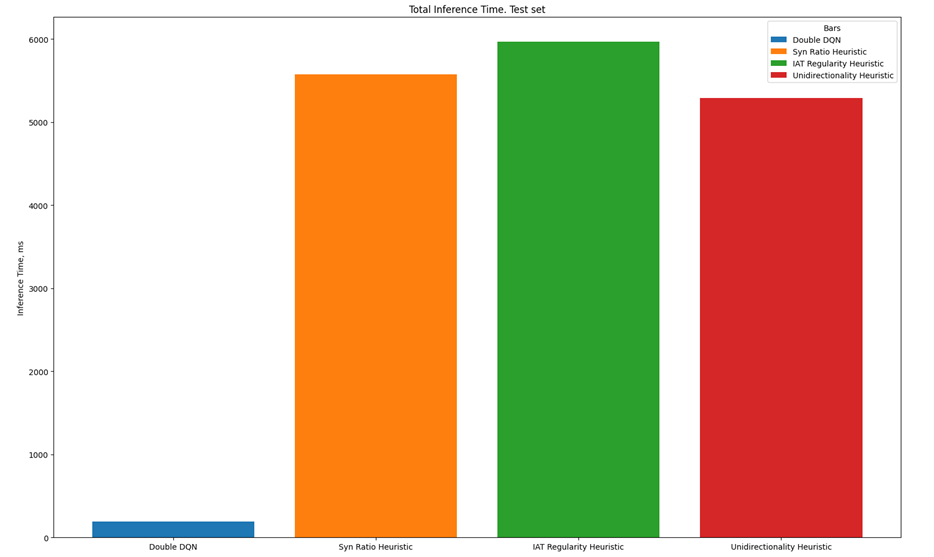 Total Inference Time. Test set
Bars
Double DQN
Syn Ratio Heuristic
IAT Regularity Heuristic
Unidirectionality Heuristic
Inference Time, ms
6000
5000
4000
3000
2000
1000
0
Double DQN
Syn Ratio Heuristic
IAT Regularity Heuristic
Unidirectionality Heuristic